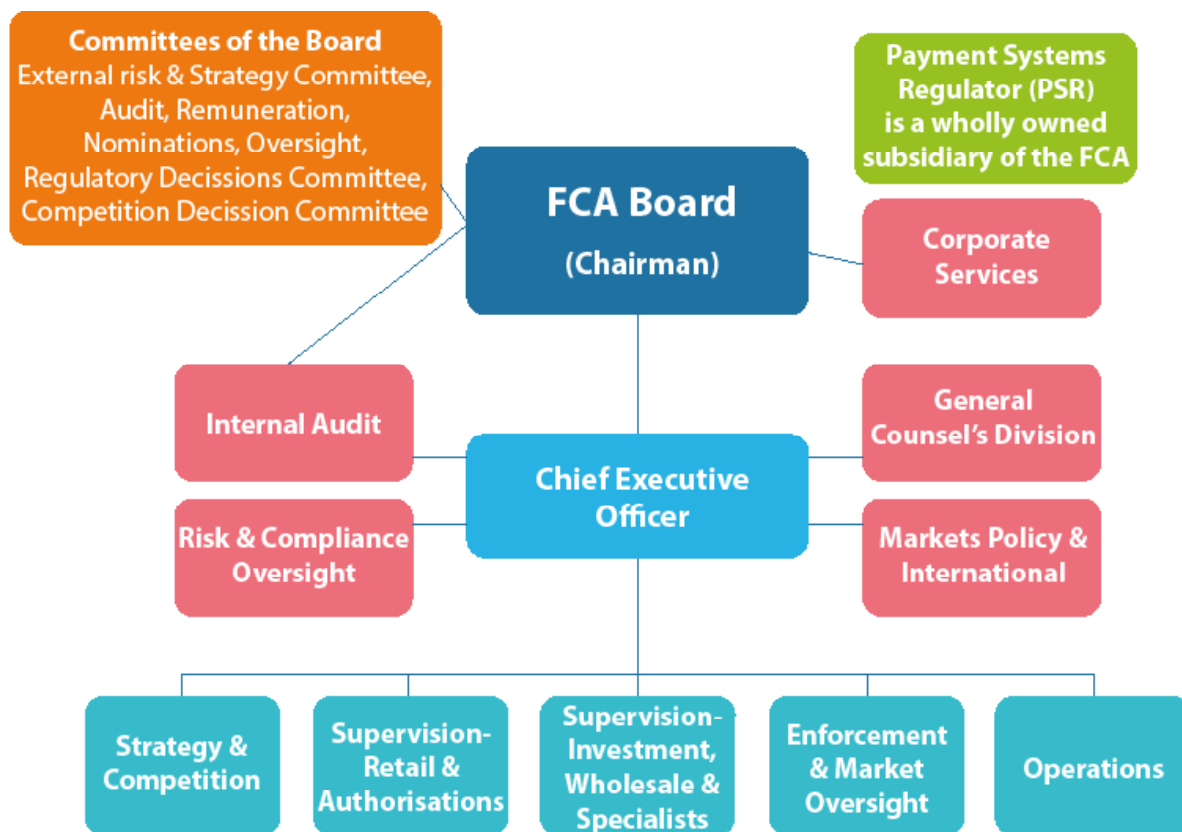 Committees of the Board
External risk & Strategy Committee,
Audit, Remuneration,
Nominations, Oversight,
Regulatory Decissions Committee,
Competition Decission Committee
Payment Systems
Regulator (PSR)
is a wholly owned
subsidiary of the FCA
FCA Board
(Chairman)
Corporate
Services
Internal Audit
General
Counsel's Division
Chief Executive
Officer
Risk & Compliance
Oversight
Markets Policy &
International
Strategy &
Competition
Supervision-
Retail &
Authorisations
Supervision-
Investment,
Wholesale &
Specialists
Enforcement
& Market
Oversight
Operations